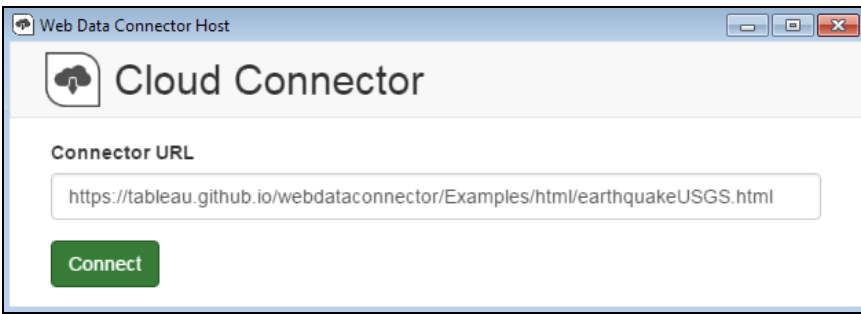 Web Data Connector Host
Cloud Connector
Connector URL
https://tableau.github.io/webdataconnector/Examples/html/earthquakeUSGS.html
Connect